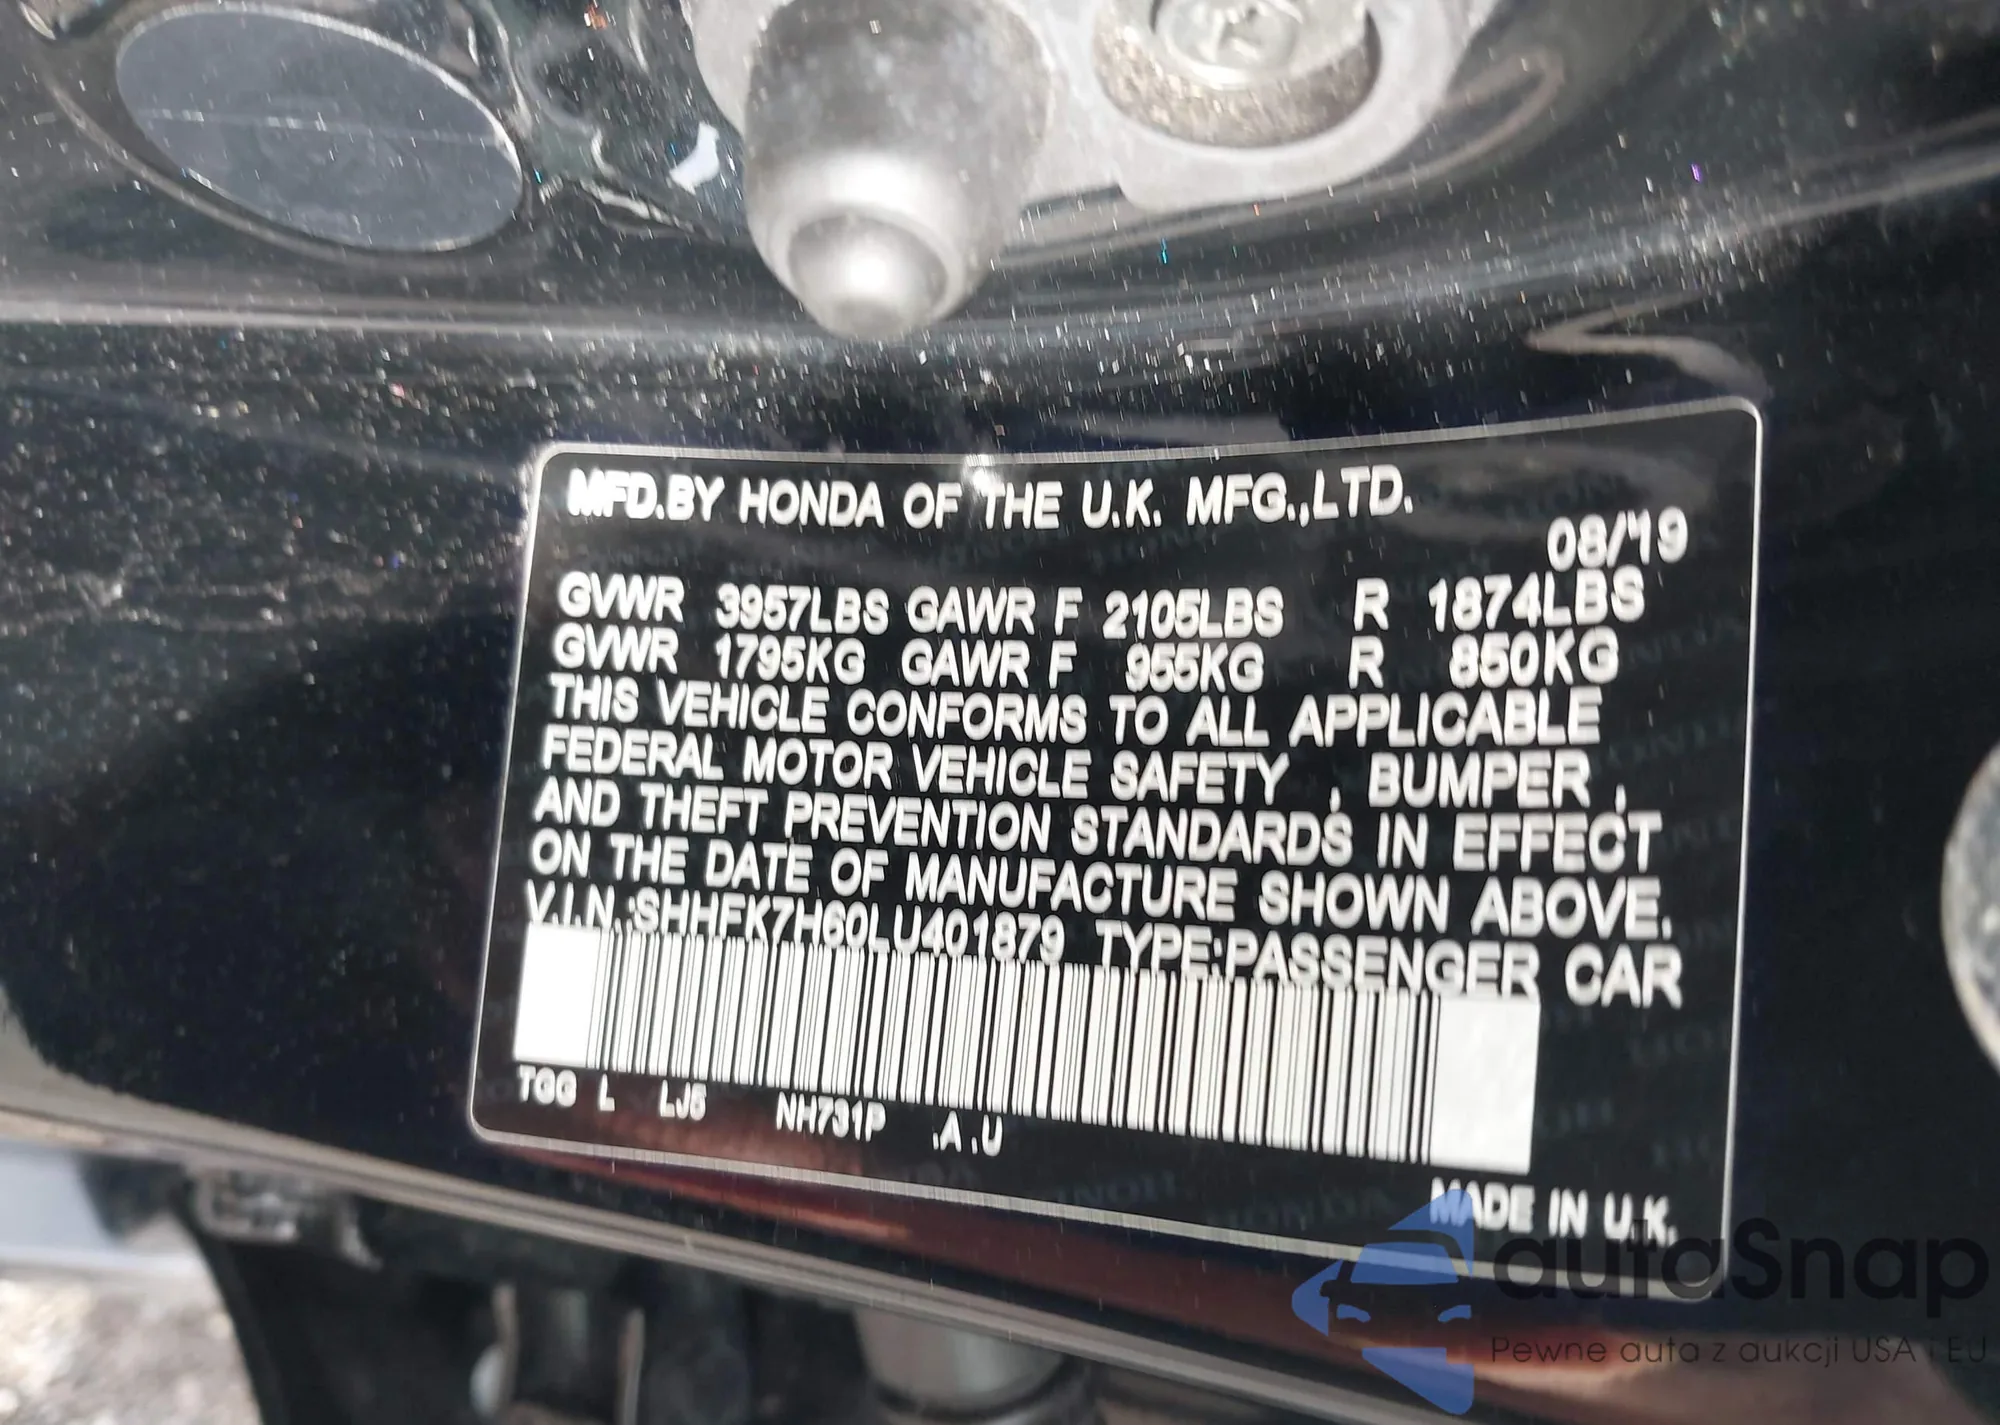 MFD.BY HONDA OF THE U.K. MFG.,LTD.
08/'19
GVWR 3957LBS GAWR F 2105LBS R 1874LBS
GVWR 1795KG GAWR F 955KG R 850KG
THIS VEHICLE CONFORMS TO ALL APPLICABLE
FEDERAL MOTOR VEHICLE SAFETY , BUMPER ,
AND THEFT PREVENTION STANDARDS IN EFFECT
ON THE DATE OF MANUFACTURE SHOWN ABOVE.
V.I.N.:SHHFK7H60LU401879 TYPE:PASSENGER CAR
TGG L LJ5 NH731P .A .U
MADE IN U.K.
autaSnap
Pewne auta z aukcji USA i EU